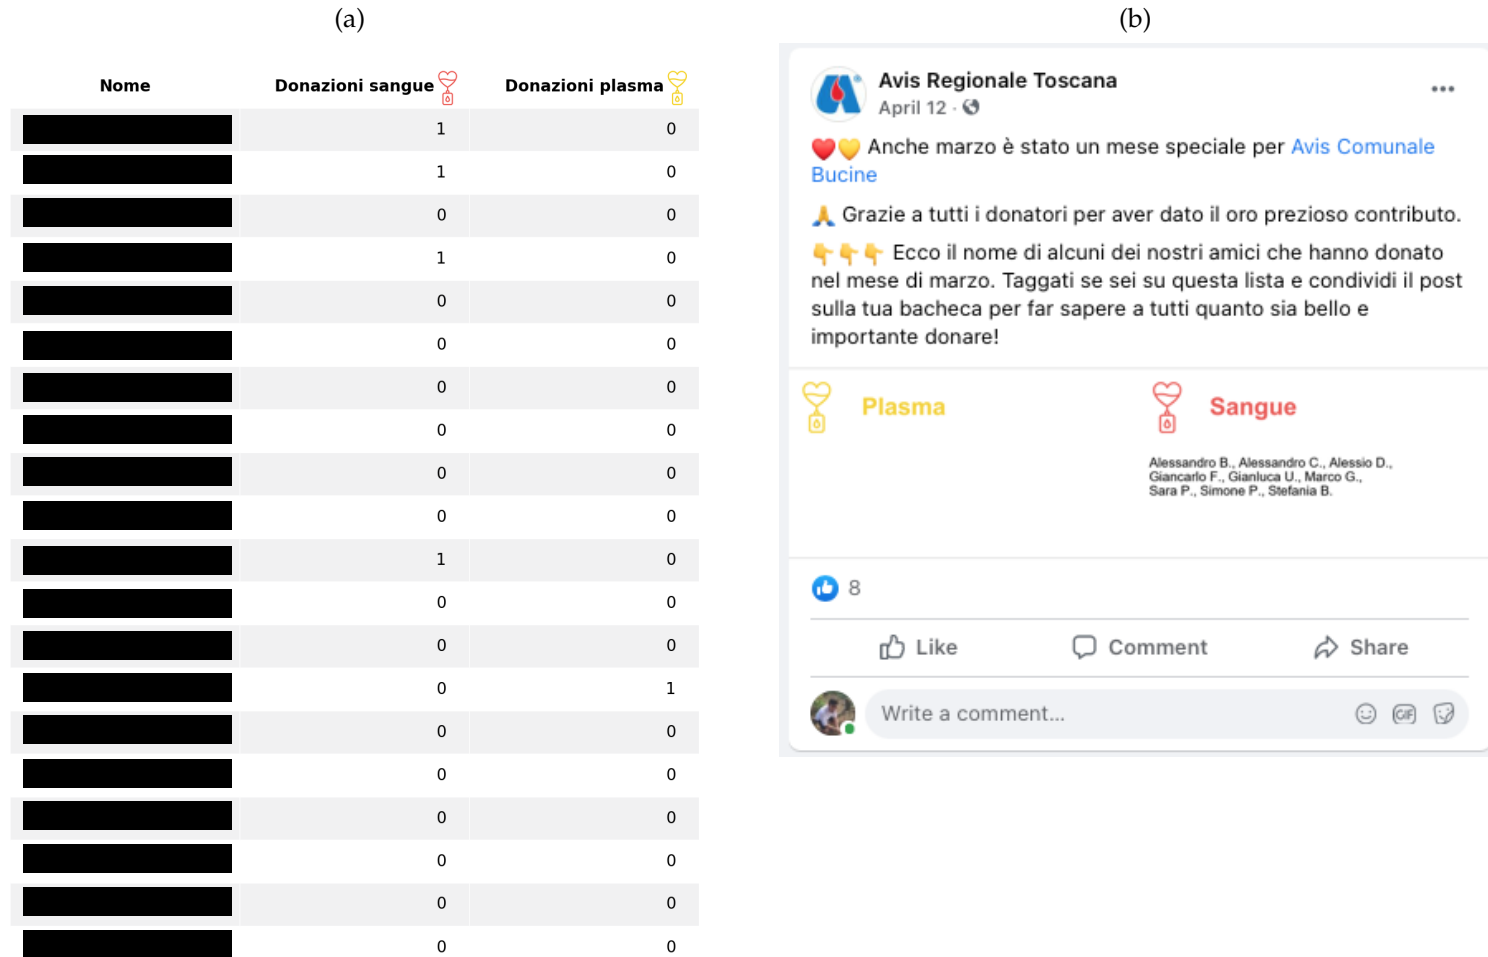 (a)
Nome Donazioni sangue Donazioni plasma
1 0
1 0
0 0
1 0
0 0
0 0
0 0
0 0
0 0
0 0
1 0
0 0
0 0
0 1
0 0
0 0
0 0
0 0
0 0
0 0
(b)
Avis Regionale Toscana
April 12 ·
Anche marzo è stato un mese speciale per Avis Comunale
Bucine
Grazie a tutti i donatori per aver dato il oro prezioso contributo.
Ecco il nome di alcuni dei nostri amici che hanno donato
nel mese di marzo. Taggati se sei su questa lista e condividi il post
sulla tua bacheca per far sapere a tutti quanto sia bello e
importante donare!
Plasma
Sangue
Alessandro B., Alessandro C., Alessio D.,
Giancarlo F., Gianluca U., Marco G.,
Sara P., Simone P., Stefania B.
8
Like Comment Share
Write a comment... GIF